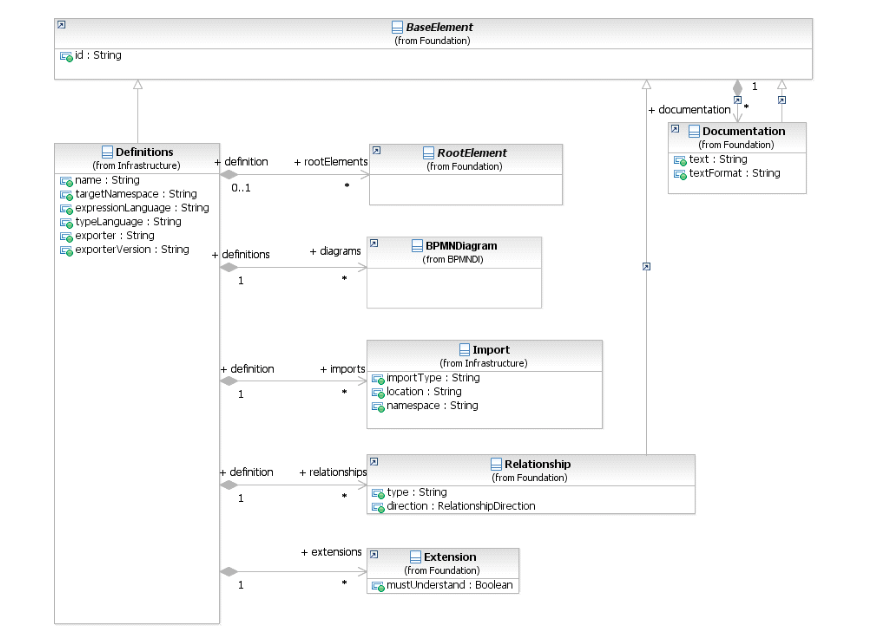 BaseElement
(from Foundation)
id : String
1
+ documentation
*
Documentation
(from Foundation)
text : String
textFormat : String
Definitions
(from Infrastructure)
name : String
targetNamespace : String
expressionLanguage : String
typeLanguage : String
exporter : String
exporterVersion : String
+ definition
+ rootElements
0..1
*
RootElement
(from Foundation)
+ definitions
+ diagrams
1
*
BPMNDiagram
(from BPMNDI)
+ definition
+ imports
1
*
Import
(from Infrastructure)
importType : String
location : String
namespace : String
+ definition
+ relationships
1
*
Relationship
(from Foundation)
type : String
direction : RelationshipDirection
+ extensions
1
*
Extension
(from Foundation)
mustUnderstand : Boolean